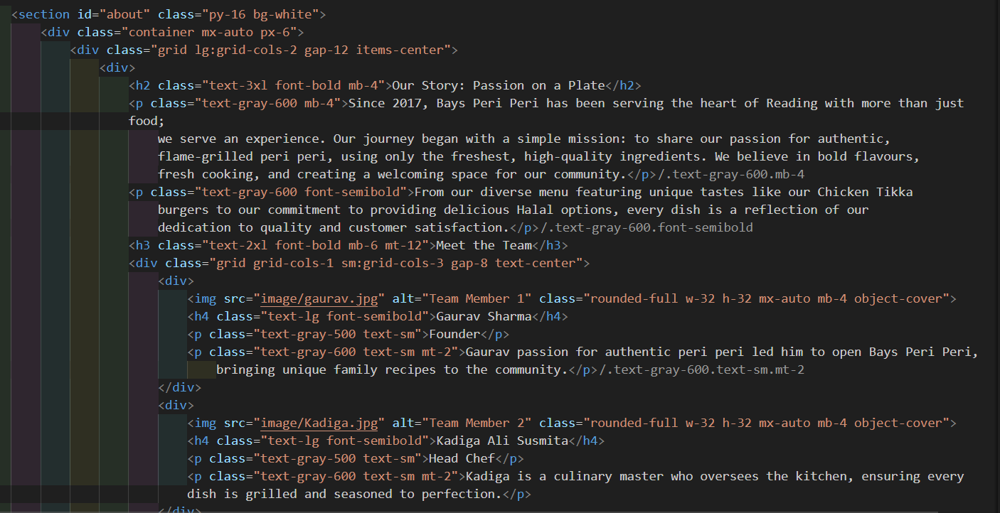 <section id="about" class="py-16 bg-white">
<div class="container mx-auto px-6">
<div class="grid lg:grid-cols-2 gap-12 items-center">
<div>
<h2 class="text-3xl font-bold mb-4">Our Story: Passion on a Plate</h2>
<p class="text-gray-600 mb-4">Since 2017, Bays Peri Peri has been serving the heart of Reading with more than just
food;
we serve an experience. Our journey began with a simple mission: to share our passion for authentic,
flame-grilled peri peri, using only the freshest, high-quality ingredients. We believe in bold flavours,
fresh cooking, and creating a welcoming space for our community.</p>/.text-gray-600.mb-4
<p class="text-gray-600 font-semibold">From our diverse menu featuring unique tastes like our Chicken Tikka
burgers to our commitment to providing delicious Halal options, every dish is a reflection of our
dedication to quality and customer satisfaction.</p>/.text-gray-600.font-semibold
<h3 class="text-2xl font-bold mb-6 mt-12">Meet the Team</h3>
<div class="grid grid-cols-1 sm:grid-cols-3 gap-8 text-center">
<div>
<img src="image/gaurav.jpg" alt="Team Member 1" class="rounded-full w-32 h-32 mx-auto mb-4 object-cover">
<h4 class="text-lg font-semibold">Gaurav Sharma</h4>
<p class="text-gray-500 text-sm">Founder</p>
<p class="text-gray-600 text-sm mt-2">Gaurav passion for authentic peri peri led him to open Bays Peri Peri,
bringing unique family recipes to the community.</p>/.text-gray-600.text-sm.mt-2
</div>
<div>
<img src="image/Kadiga.jpg" alt="Team Member 2" class="rounded-full w-32 h-32 mx-auto mb-4 object-cover">
<h4 class="text-lg font-semibold">Kadiga Ali Susmita</h4>
<p class="text-gray-500 text-sm">Head Chef</p>
<p class="text-gray-600 text-sm mt-2">Kadiga is a culinary master who oversees the kitchen, ensuring every
dish is grilled and seasoned to perfection.</p>
</div>